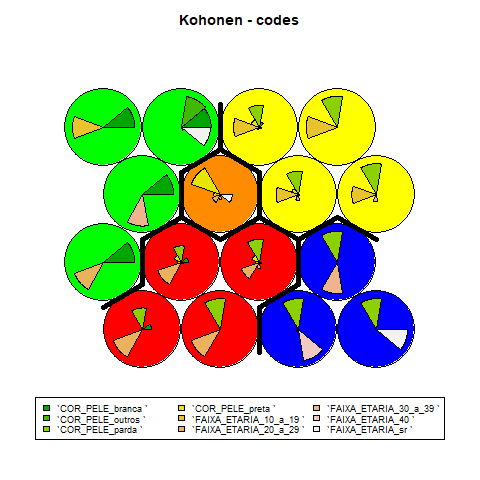 Kohonen - codes
`COR_PELE_branca ` `COR_PELE_preta ` `FAIXA_ETARIA_30_a_39 `
`COR_PELE_outros ` `FAIXA_ETARIA_10_a_19 ` `FAIXA_ETARIA_40 `
`COR_PELE_parda ` `FAIXA_ETARIA_20_a_29 ` `FAIXA_ETARIA_sr `